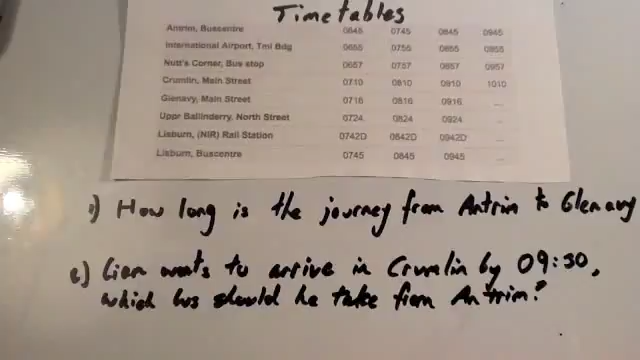 Timetables
Antrim, Buscentre 0645 0745 0845 0945
International Airport, Tml Bdg 0655 0755 0855 0955
Nutt's Corner, Bus stop 0657 0757 0857 0957
Crumlin, Main Street 0710 0810 0910 1010
Glenavy, Main Street 0716 0816 0916 ...
Uppr Ballinderry, North Street 0724 0824 0924 ...
Lisburn, (NIR) Rail Station 0742D 0842D 0942D ...
Lisburn, Buscentre 0745 0845 0945 ...
1) How long is the journey from Antrim to Glenavy
2) wants to arrive in Crumlin by 09:30,
which bus should he take from Antrim?